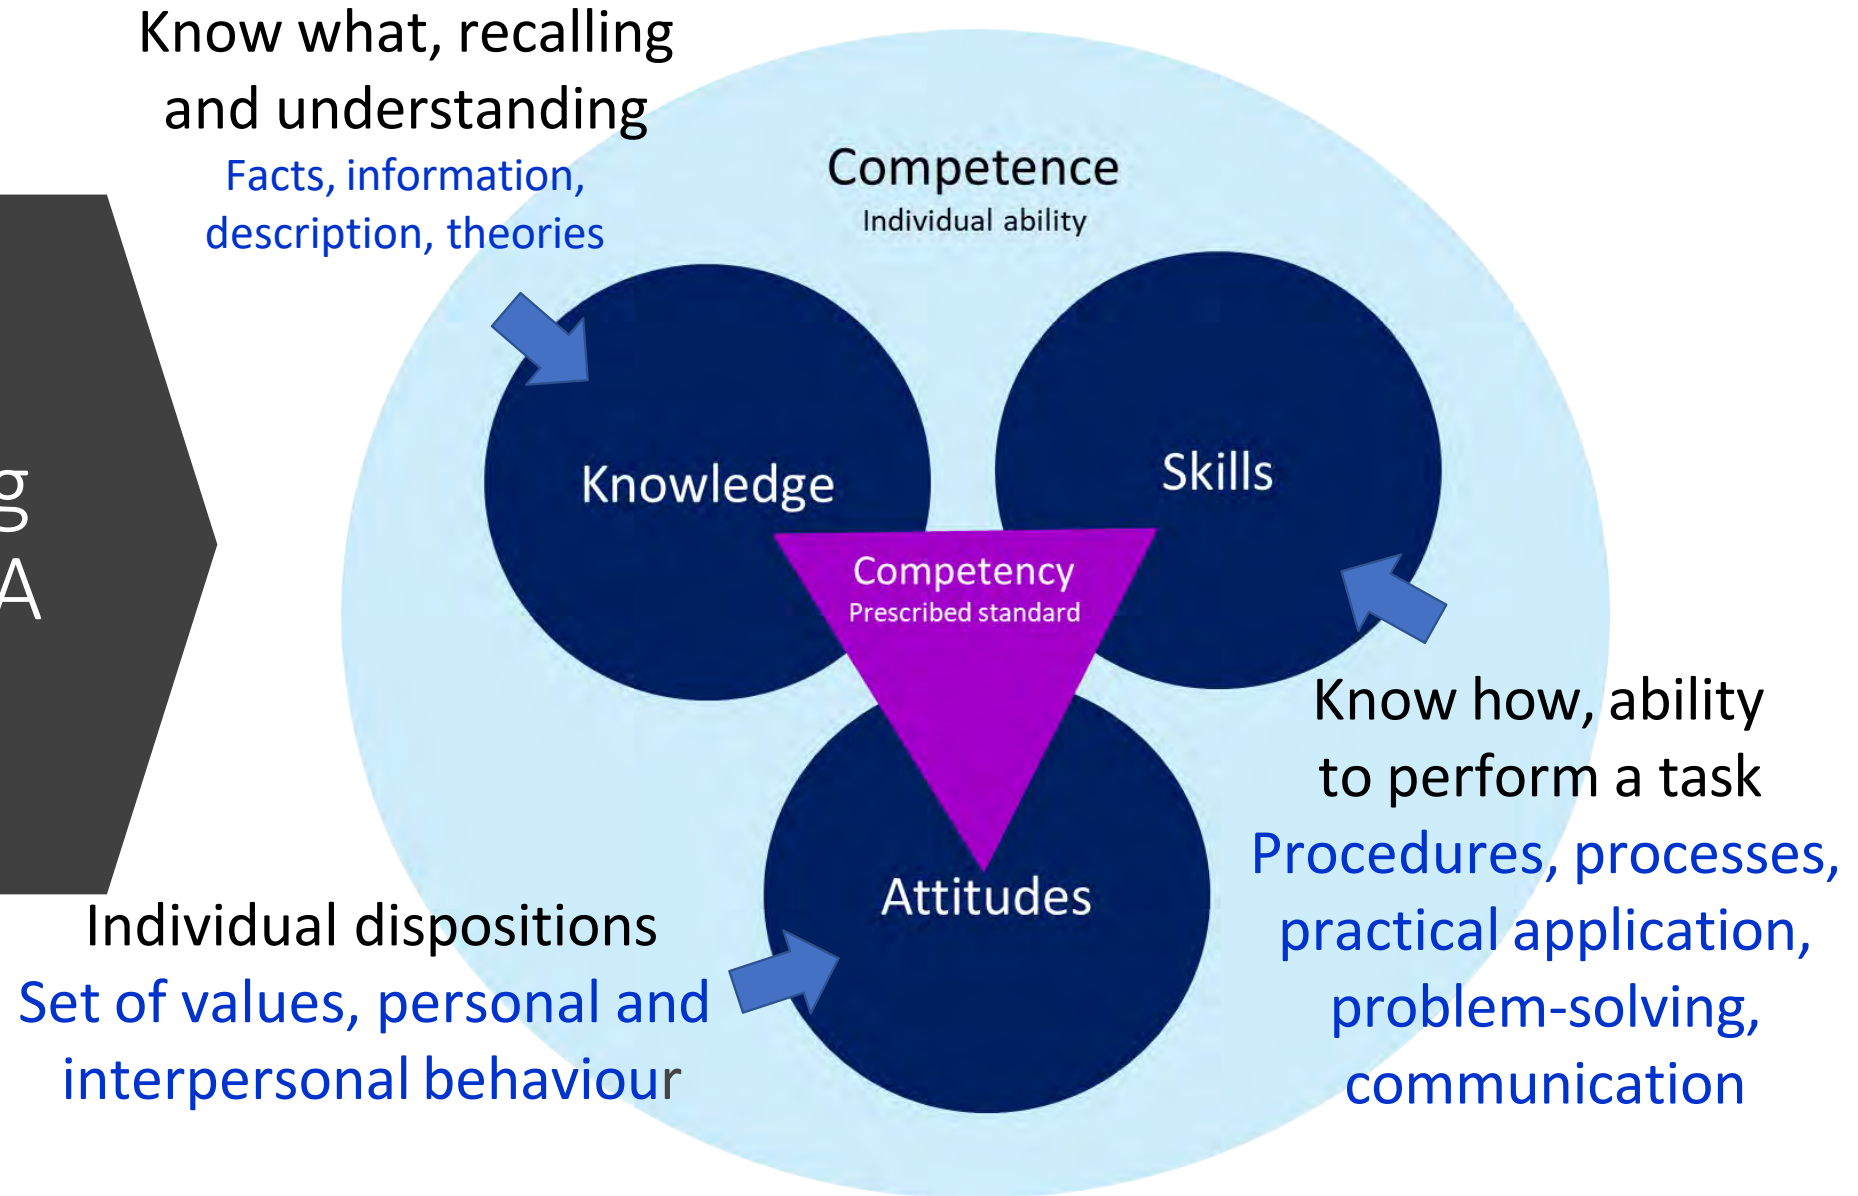 Know what, recalling
and understanding
Facts, information,
description, theories
Competence
Individual ability
Knowledge
Skills
Competency
Prescribed standard
Attitudes
g
A
Know how, ability
to perform a task
Procedures, processes,
practical application,
problem-solving,
communication
Individual dispositions
Set of values, personal and
interpersonal behaviour